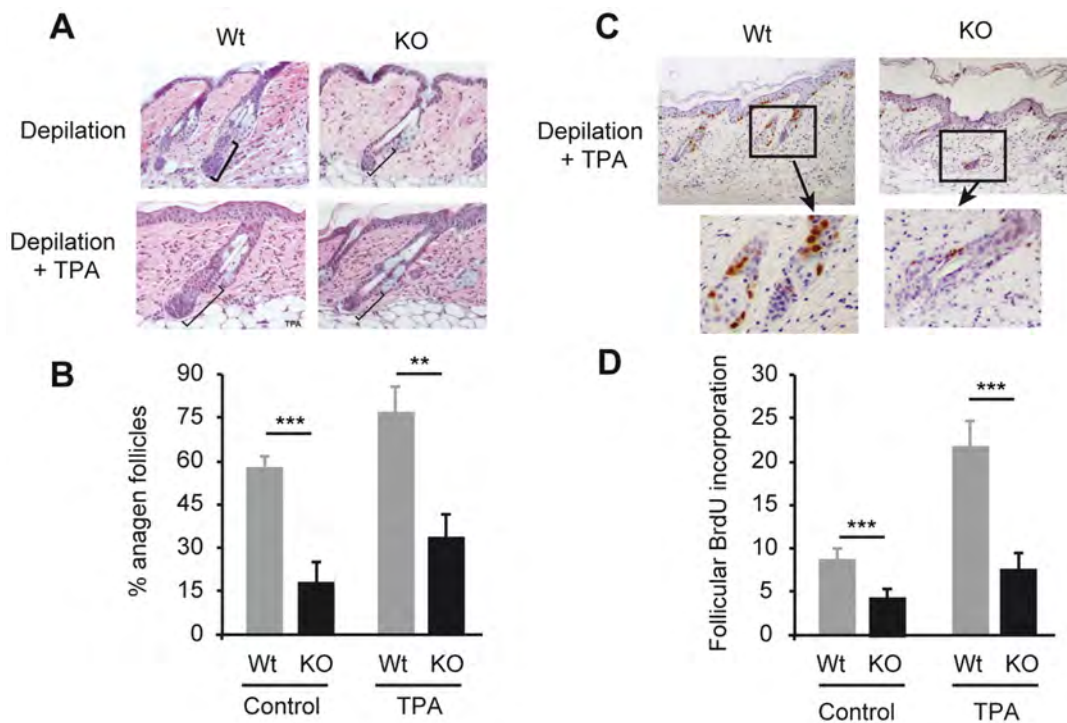 A
Wt
KO
Depilation
Depilation
+ TPA
TPA
B
% anagen follicles
90
75
60
45
30
15
0
***
**
Wt
KO
Wt
KO
Control
TPA
C
Wt
KO
Depilation
+ TPA
D
Follicular BrdU incorporation
30
25
20
15
10
5
0
***
***
Wt
KO
Wt
KO
Control
TPA